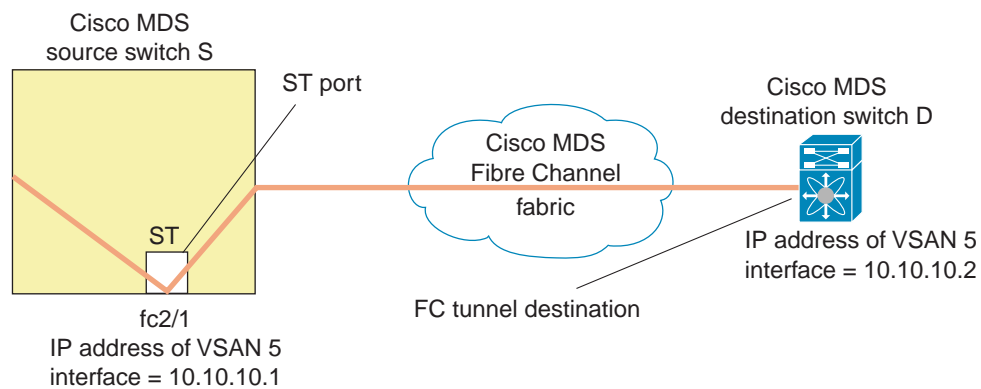 Cisco MDS
source switch S
ST port
Cisco MDS
destination switch D
Cisco MDS
Fibre Channel
fabric
ST
IP address of VSAN 5
interface = 10.10.10.2
FC tunnel destination
fc2/1
IP address of VSAN 5
interface = 10.10.10.1